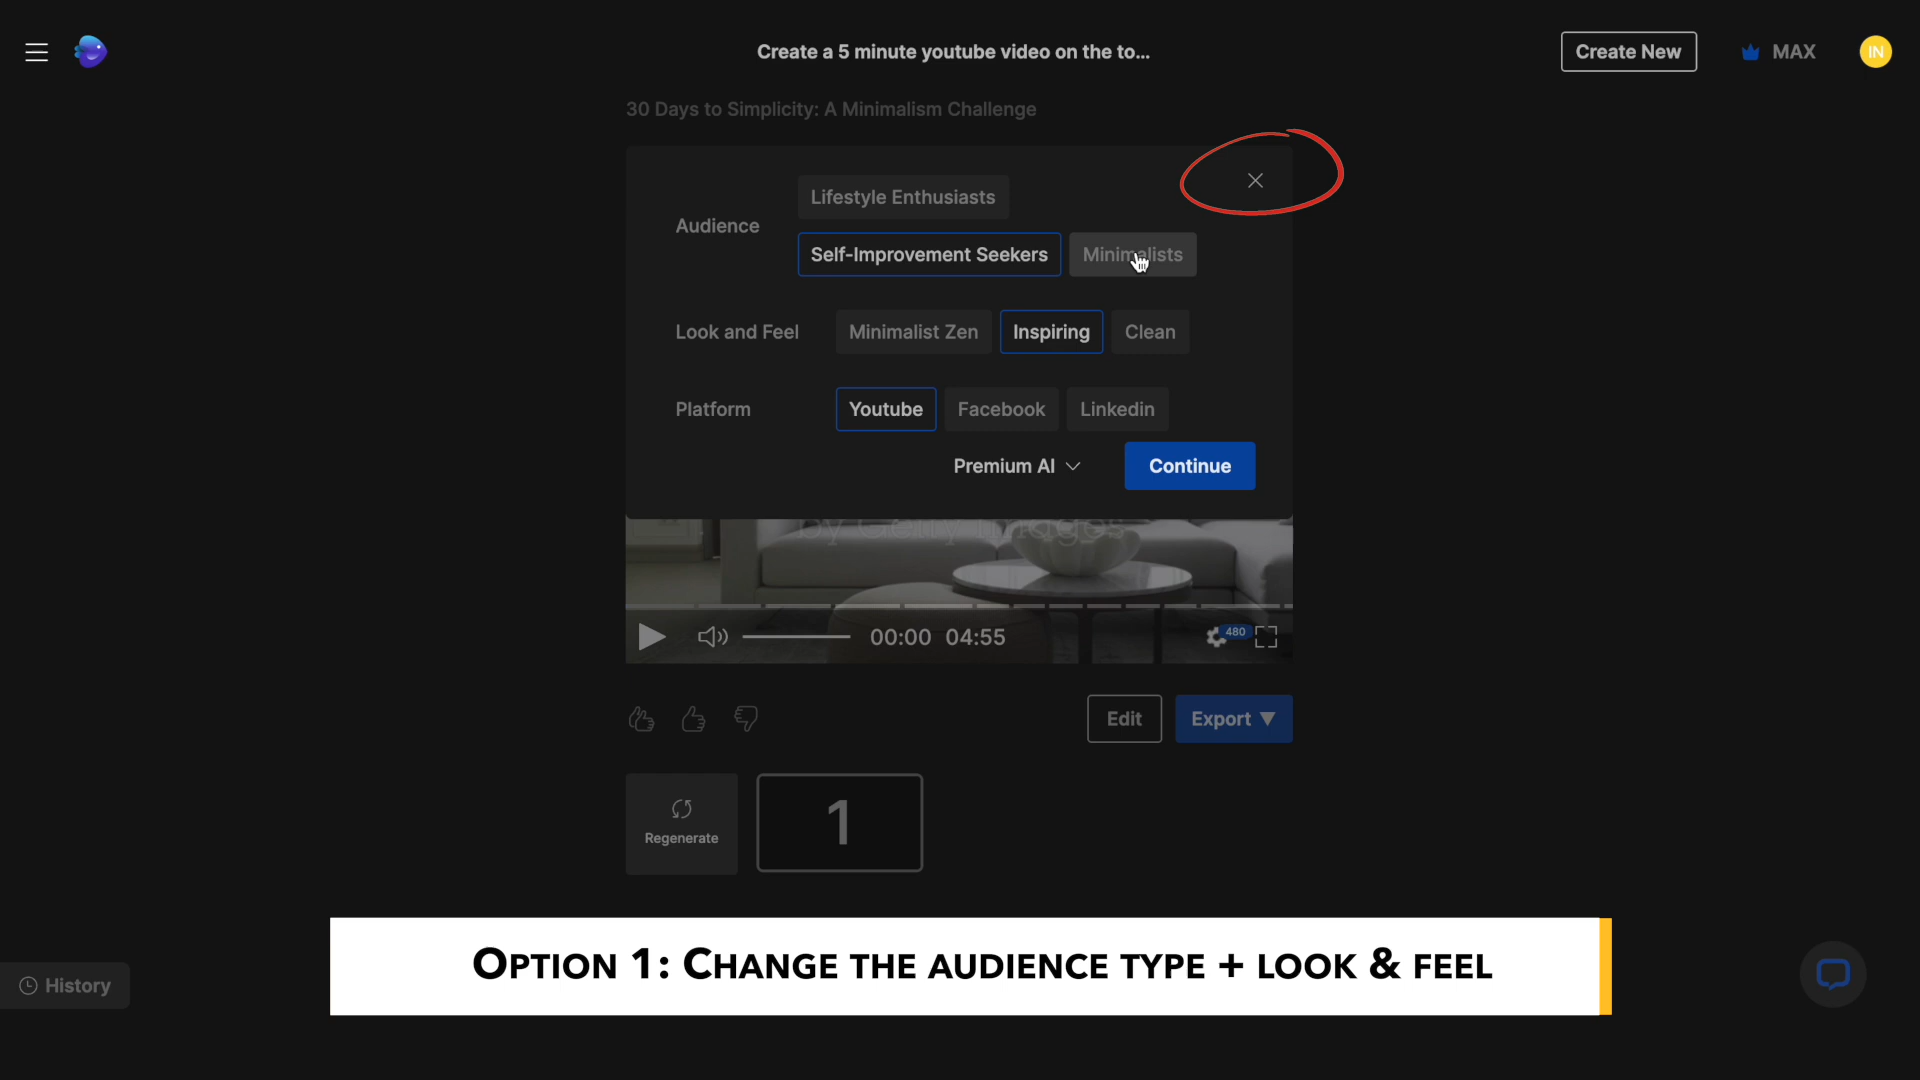 Create a 5 minute youtube video on the to...
Create New
MAX
IN
30 Days to Simplicity: A Minimalism Challenge
Lifestyle Enthusiasts
Audience
Self-Improvement Seekers
Minimalists
Look and Feel
Minimalist Zen
Inspiring
Clean
Platform
Youtube
Facebook
Linkedin
Premium AI
Continue
by Getty Images
00:00 04:55
480
Edit
Export
Regenerate
1
OPTION 1: CHANGE THE AUDIENCE TYPE + LOOK & FEEL
History